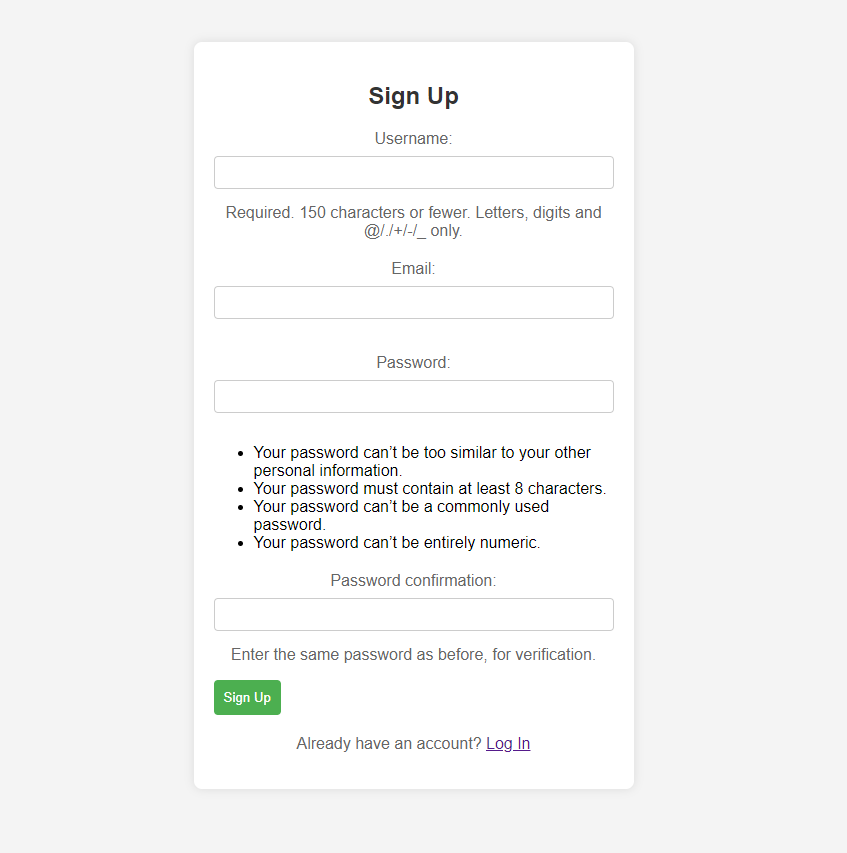 Sign Up
Username:
Required. 150 characters or fewer. Letters, digits and
@/./+/-/_ only.
Email:
Password:
• Your password can’t be too similar to your other
personal information.
• Your password must contain at least 8 characters.
• Your password can’t be a commonly used
password.
• Your password can’t be entirely numeric.
Password confirmation:
Enter the same password as before, for verification.
Sign Up
Already have an account? Log In